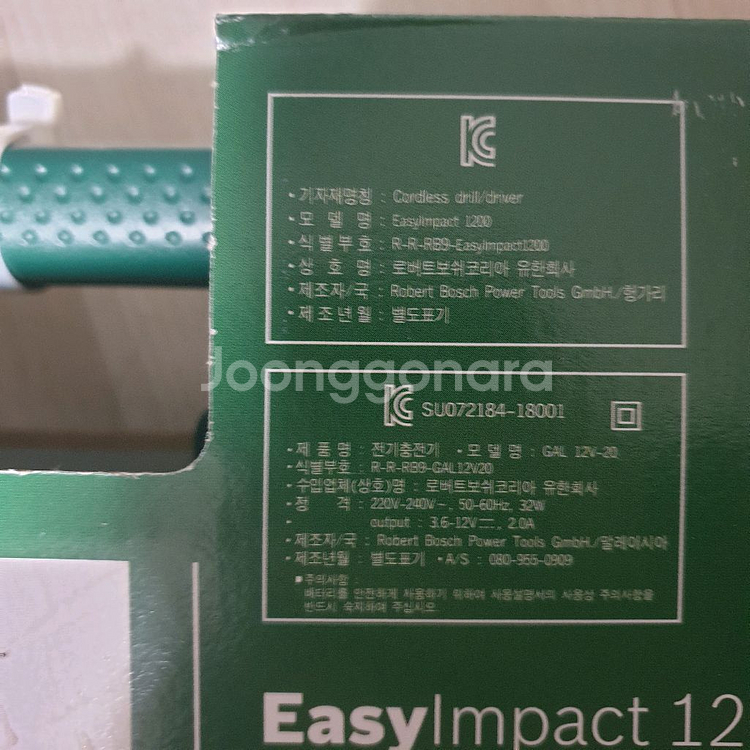 KC
• 기자재명칭 : Cordless drill/driver
• 모 델 명 : EasyImpact 1200
• 식별부호 : R-R-RB9-EasyImpact1200
• 상 호 명 : 로버트보쉬코리아 유한회사
• 제조자/국 : Robert Bosch Power Tools GmbH./헝가리
• 제조년월 : 별도표기
Joonggonara
KC SU072184-18001
• 제 품 명 : 전기충전기 • 모 델 명 : GAL 12V-20
• 식별부호 : R-R-RB9-GAL12V20
• 수입업체(상호)명 : 로버트보쉬코리아 유한회사
• 정 격 : 220V-240V~, 50-60Hz, 32W
• output : 3.6-12V⎓, 2.0A
• 제조자/국 : Robert Bosch Power Tools GmbH./말레이시아
• 제조년월 : 별도표기 • A/S : 080-955-0909
■ 주의사항 :
배터리를 안전하게 사용하기 위하여 사용설명서의 사용상 주의사항을
반드시 숙지하여 주십시오.
EasyImpact 12